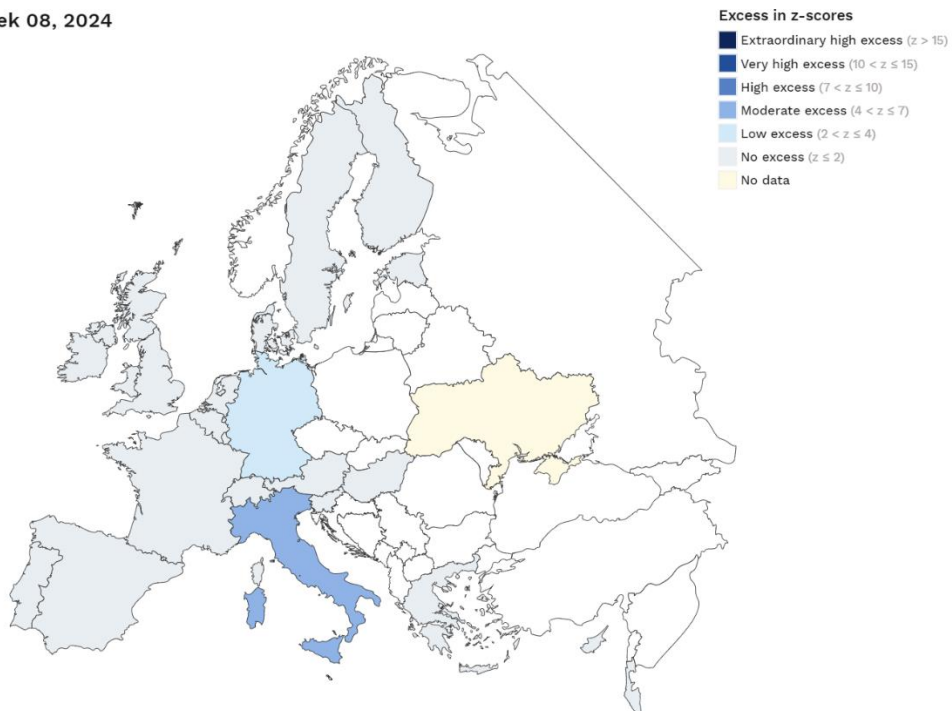 ek 08, 2024
Excess in z-scores
Extraordinary high excess (z > 15)
Very high excess (10 < z ≤ 15)
High excess (7 < z ≤ 10)
Moderate excess (4 < z ≤ 7)
Low excess (2 < z ≤ 4)
No excess (z ≤ 2)
No data